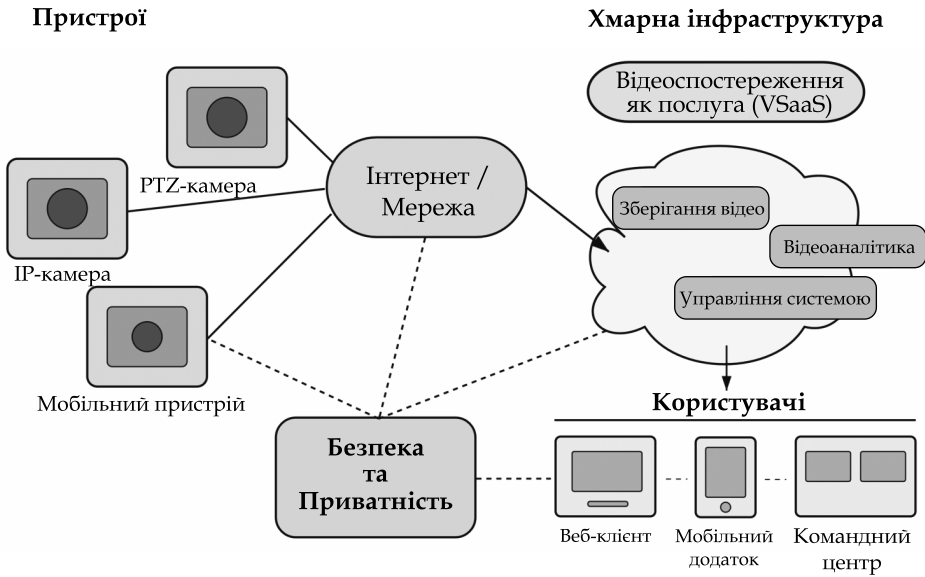 Пристрої
Хмарна інфраструктура
Відеоспостереження
як послуга (VSaaS)
PTZ-камера
Інтернет /
Мережа
Зберігання відео
Відеоаналітика
IP-камера
Управління системою
Мобільний пристрій
Користувачі
Безпека
та
Приватність
Веб-клієнт
Мобільний
додаток
Командний
центр